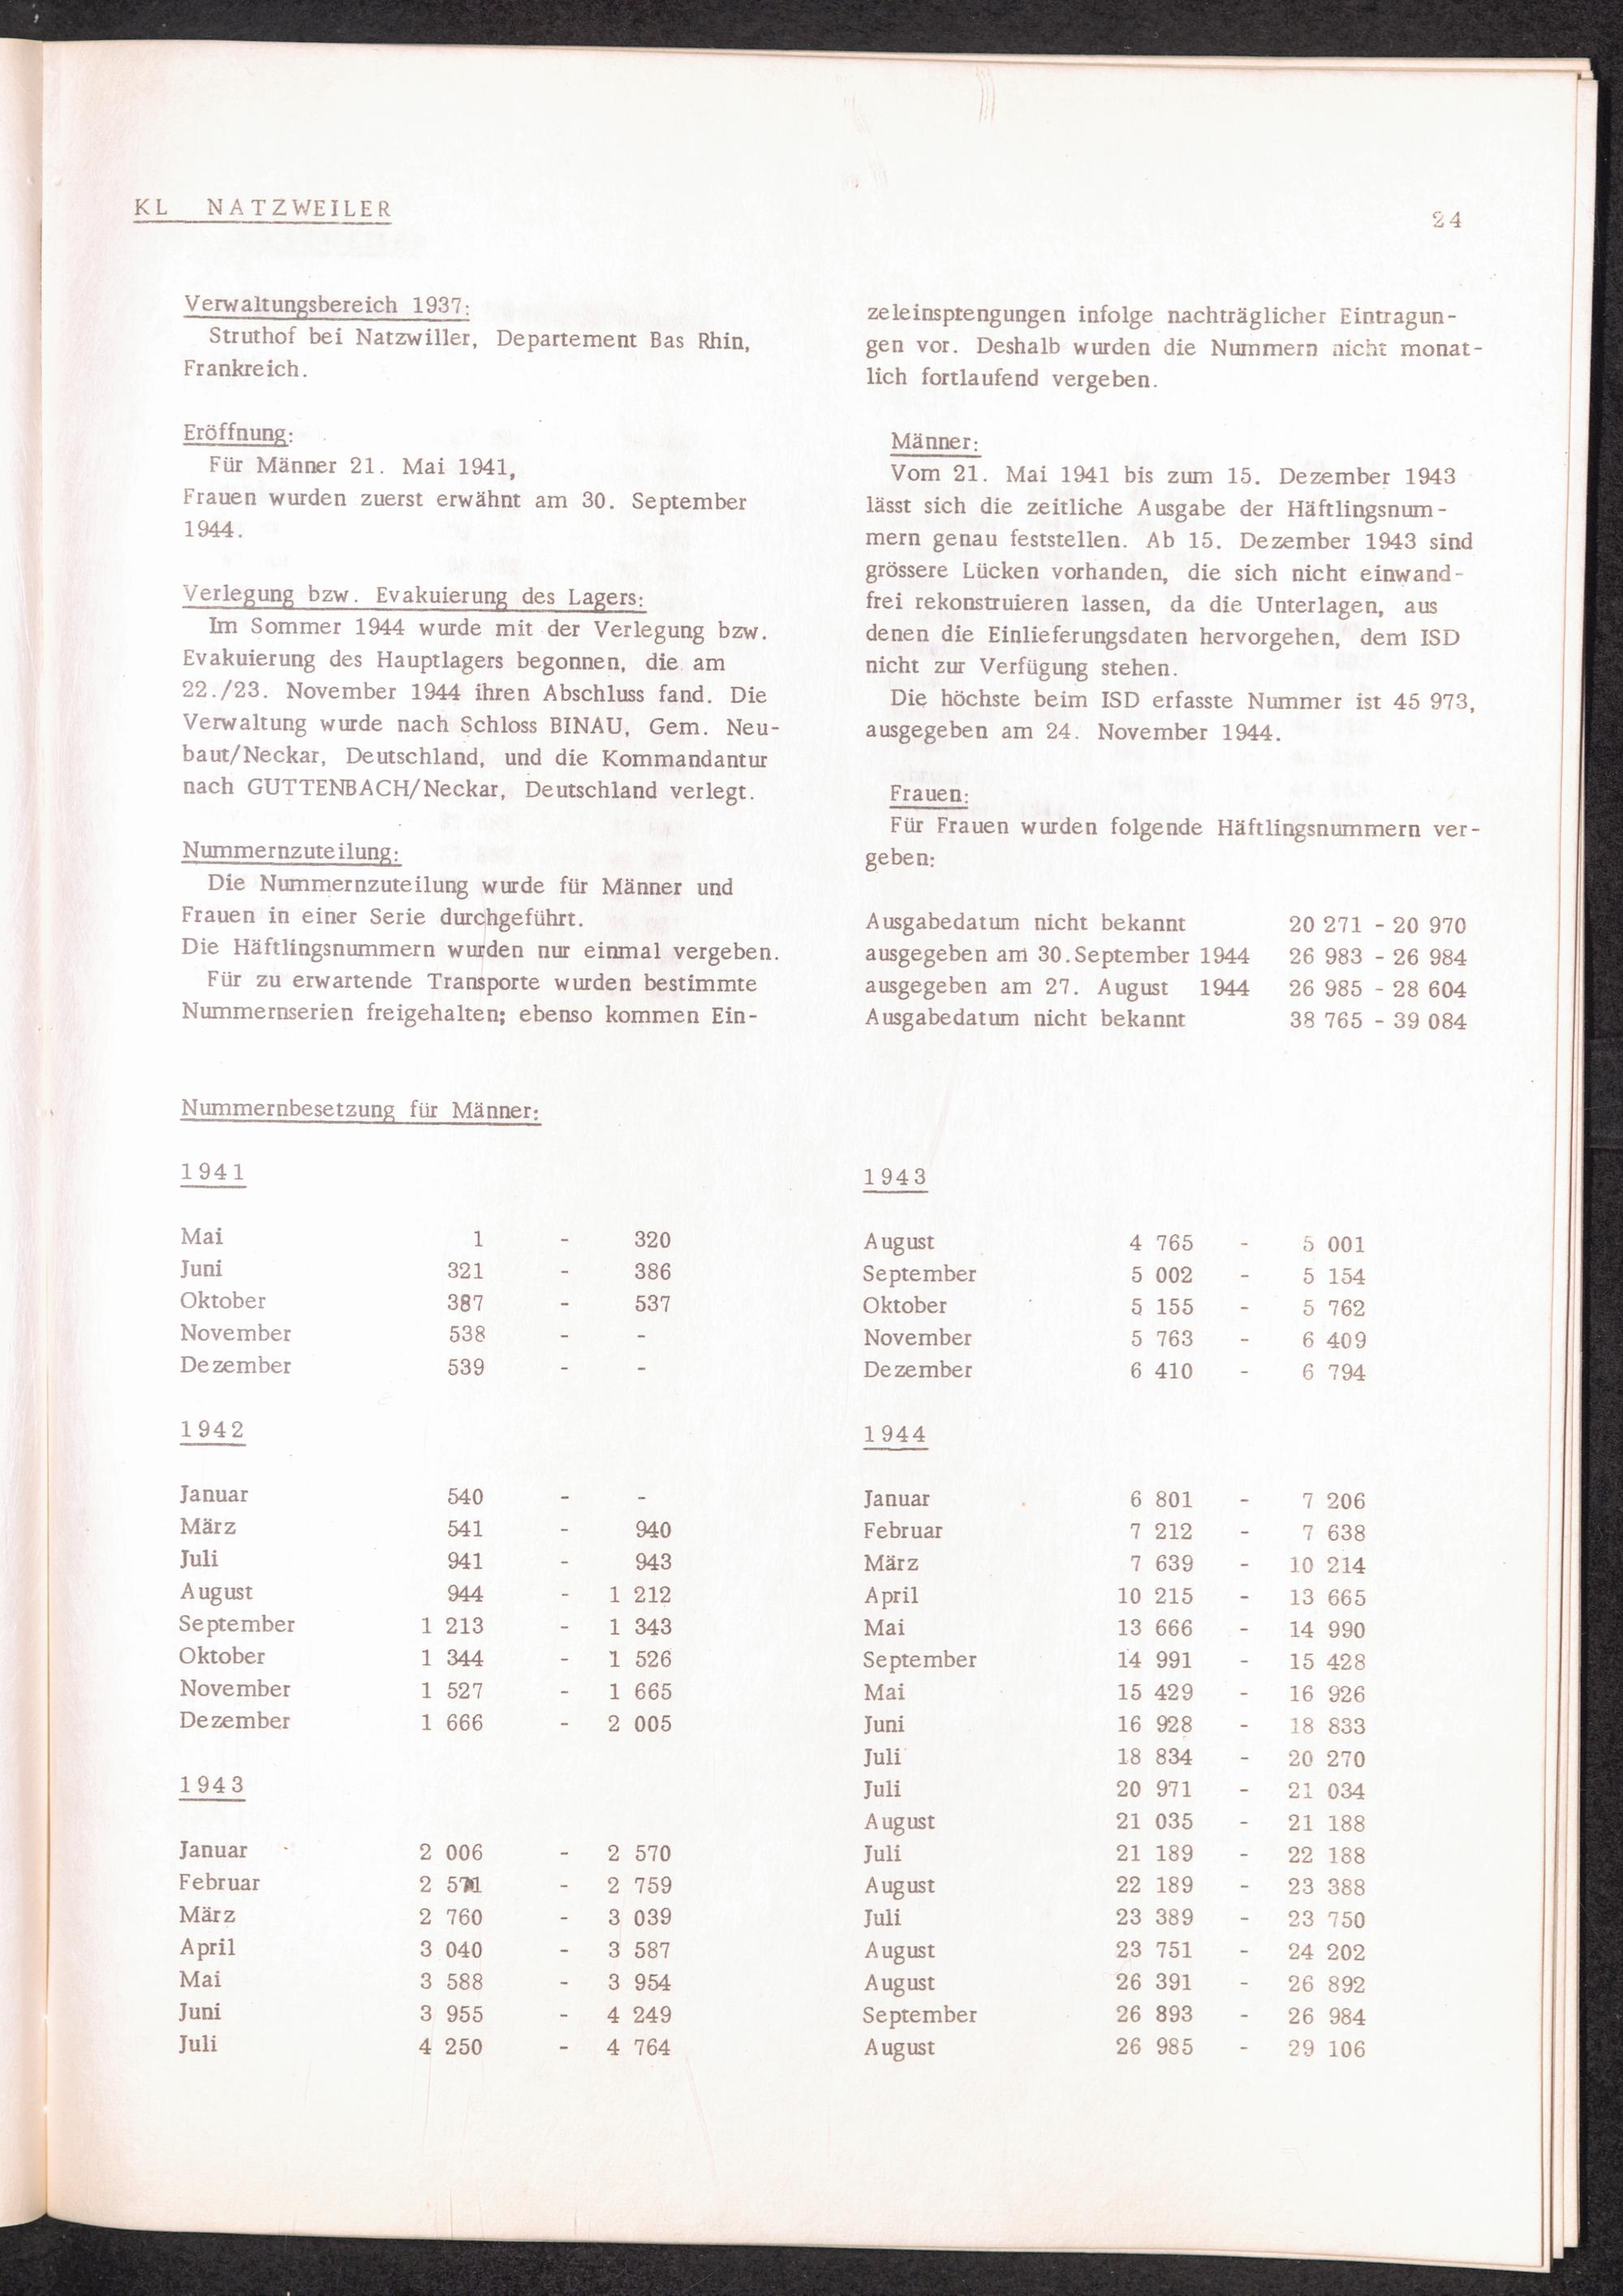 KL NATZWEILER
24
Verwaltungsbereich 1937:
Struthof bei Natzwiller, Departement Bas Rhin,
Frankreich.
Eröffnung:
Für Männer 21. Mai 1941,
Frauen wurden zuerst erwähnt am 30. September
1944.
Verlegung bzw. Evakuierung des Lagers:
Im Sommer 1944 wurde mit der Verlegung bzw.
Evakuierung des Hauptlagers begonnen, die am
22./23. November 1944 ihren Abschluss fand. Die
Verwaltung wurde nach Schloss BINAU, Gem. Neu-
baut/Neckar, Deutschland, und die Kommandantur
nach GUTTENBACH/Neckar, Deutschland verlegt.
Nummernzuteilung:
Die Nummernzuteilung wurde für Männer und
Frauen in einer Serie durchgeführt.
Die Häftlingsnummern wurden nur einmal vergeben.
Für zu erwartende Transporte wurden bestimmte
Nummernserien freigehalten; ebenso kommen Ein-
zeleinsptengungen infolge nachträglicher Eintragun-
gen vor. Deshalb wurden die Nummern nicht monat-
lich fortlaufend vergeben.
Männer:
Vom 21. Mai 1941 bis zum 15. Dezember 1943
lässt sich die zeitliche Ausgabe der Häftlingsnum-
mern genau feststellen. Ab 15. Dezember 1943 sind
grössere Lücken vorhanden, die sich nicht einwand-
frei rekonstruieren lassen, da die Unterlagen, aus
denen die Einlieferungsdaten hervorgehen, dem ISD
nicht zur Verfügung stehen.
Die höchste beim ISD erfasste Nummer ist 45 973,
ausgegeben am 24. November 1944.
Frauen:
Für Frauen wurden folgende Häftlingsnummern ver-
geben:
Ausgabedatum nicht bekannt 20 271 - 20 970
ausgegeben am 30.September 1944 26 983 - 26 984
ausgegeben am 27. August 1944 26 985 - 28 604
Ausgabedatum nicht bekannt 38 765 - 39 084
Nummernbesetzung für Männer:
1941
Mai 1 - 320
Juni 321 - 386
Oktober 387 - 537
November 538 - -
Dezember 539 - -
1942
Januar 540 - -
März 541 - 940
Juli 941 - 943
August 944 - 1 212
September 1 213 - 1 343
Oktober 1 344 - 1 526
November 1 527 - 1 665
Dezember 1 666 - 2 005
1943
Januar 2 006 - 2 570
Februar 2 571 - 2 759
März 2 760 - 3 039
April 3 040 - 3 587
Mai 3 588 - 3 954
Juni 3 955 - 4 249
Juli 4 250 - 4 764
1943
August 4 765 - 5 001
September 5 002 - 5 154
Oktober 5 155 - 5 762
November 5 763 - 6 409
Dezember 6 410 - 6 794
1944
Januar 6 801 - 7 206
Februar 7 212 - 7 638
März 7 639 - 10 214
April 10 215 - 13 665
Mai 13 666 - 14 990
September 14 991 - 15 428
Mai 15 429 - 16 926
Juni 16 928 - 18 833
Juli 18 834 - 20 270
Juli 20 971 - 21 034
August 21 035 - 21 188
Juli 21 189 - 22 188
August 22 189 - 23 388
Juli 23 389 - 23 750
August 23 751 - 24 202
August 26 391 - 26 892
September 26 893 - 26 984
August 26 985 - 29 106